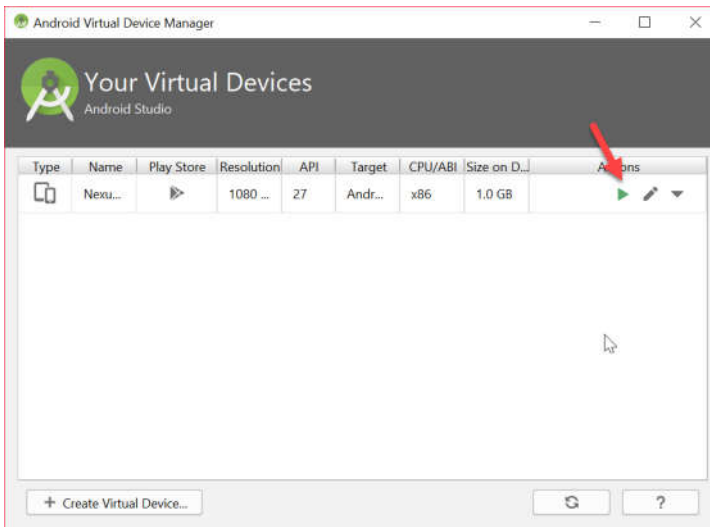 Android Virtual Device Manager
Your Virtual Devices
Android Studio
Type Name Play Store Resolution API Target CPU/ABI Size on D...
Nexu... 1080 ... 27 Andr... x86 1.0 GB
+ Create Virtual Device...
?